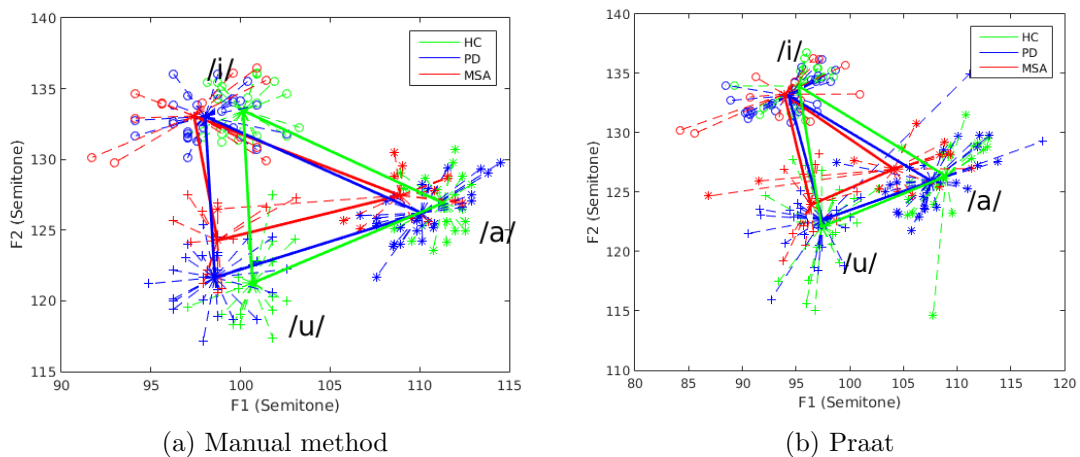 140
135
130
125
120
115
90
95
100
105
110
115
F2 (Semitone)
F1 (Semitone)
/i/
/a/
/u/
HC
PD
MSA
(a) Manual method
140
135
130
125
120
115
110
80
85
90
95
100
105
110
115
120
F2 (Semitone)
F1 (Semitone)
/i/
/a/
/u/
HC
PD
MSA
(b) Praat